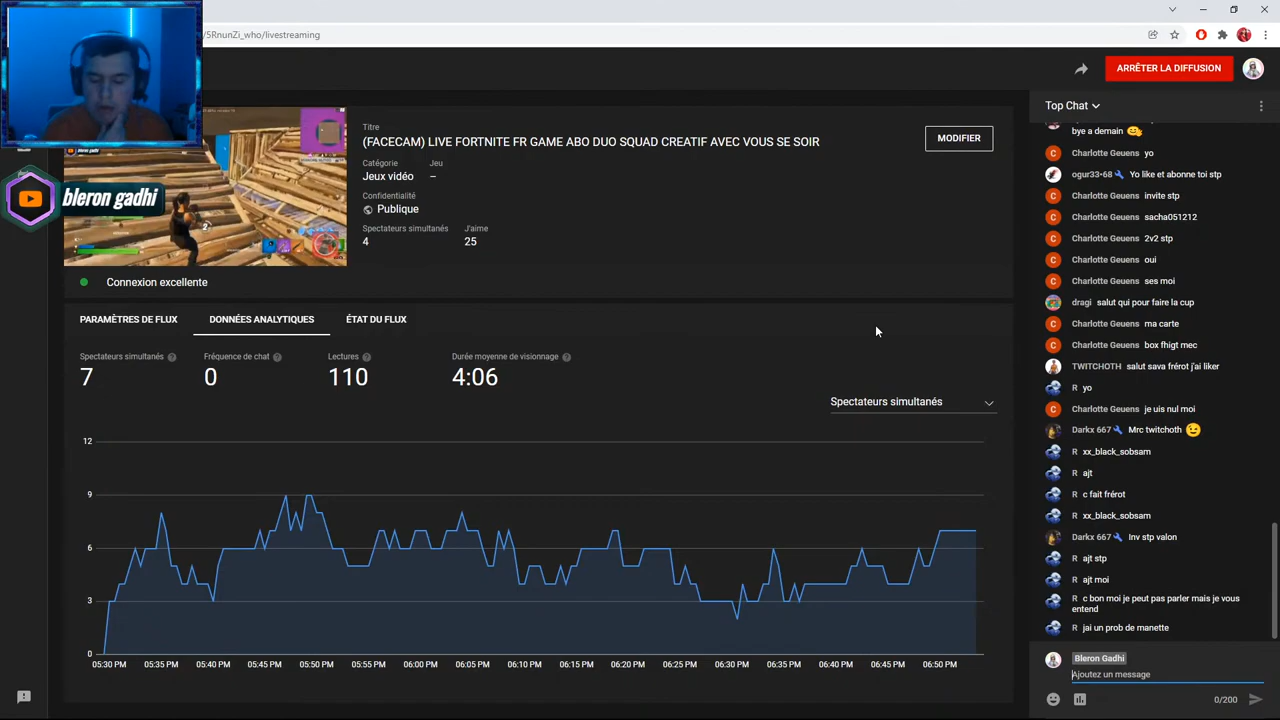 5RnunZi_who/livestreaming
ARRÊTER LA DIFFUSION
Titre
(FACECAM) LIVE FORTNITE FR GAME ABO DUO SQUAD CREATIF AVEC VOUS SE SOIR
MODIFIER
Catégorie Jeu
Jeux vidéo –
Confidentialité
Publique
Spectateurs simultanés J'aime
4 25
bleron gadhi
Connexion excellente
PARAMÈTRES DE FLUX DONNÉES ANALYTIQUES ÉTAT DU FLUX
Spectateurs simultanés ? Fréquence de chat ? Lectures ? Durée moyenne de visionnage ?
7 0 110 4:06
Spectateurs simultanés
12
9
6
3
0
05:30 PM 05:35 PM 05:40 PM 05:45 PM 05:50 PM 05:55 PM 06:00 PM 06:05 PM 06:10 PM 06:15 PM 06:20 PM 06:25 PM 06:30 PM 06:35 PM 06:40 PM 06:45 PM 06:50 PM
Top Chat
bye a demain
C Charlotte Geuens yo
ogur33•68 Yo like et abonne toi stp
C Charlotte Geuens invite stp
C Charlotte Geuens sacha051212
C Charlotte Geuens 2v2 stp
C Charlotte Geuens oui
C Charlotte Geuens ses moi
dragi salut qui pour faire la cup
C Charlotte Geuens ma carte
C Charlotte Geuens box fhigt mec
TWITCHOTH salut sava frérot j'ai liker
R yo
C Charlotte Geuens je uis nul moi
Darkx 667 Mrc twitchoth
R xx_black_sobsam
R ajt
R c fait frérot
R xx_black_sobsam
Darkx 667 Inv stp valon
R ajt stp
R ajt moi
R c bon moi je peut pas parler mais je vous
entend
R jai un prob de manette
Bleron Gadhi
Ajoutez un message
0/200